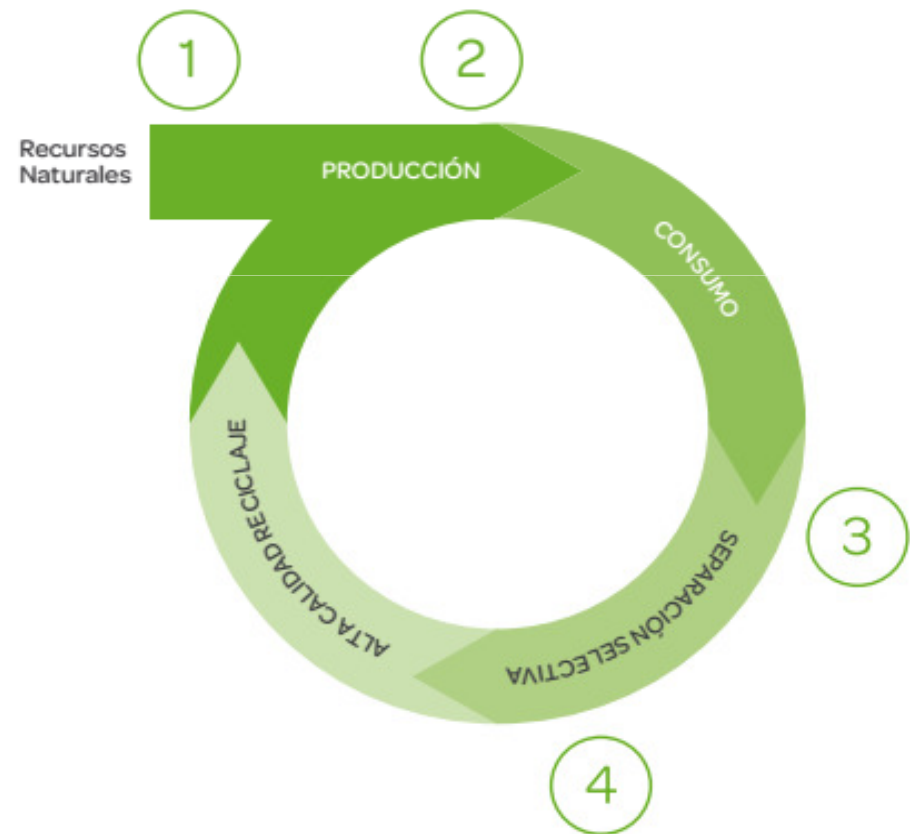 1
2
Recursos
Naturales
PRODUCCIÓN
CONSUMO
3
SEPARACIÓN SELECTIVA
4
ALTA CALIDAD RECICLAJE